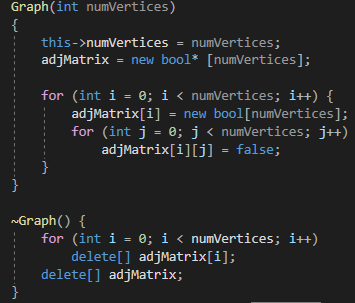 Graph(int numVertices)
{
    this->numVertices = numVertices;
    adjMatrix = new bool* [numVertices];
    for (int i = 0; i < numVertices; i++) {
        adjMatrix[i] = new bool[numVertices];
        for (int j = 0; j < numVertices; j++)
            adjMatrix[i][j] = false;
    }
}
~Graph() {
    for (int i = 0; i < numVertices; i++)
        delete[] adjMatrix[i];
    delete[] adjMatrix;
}